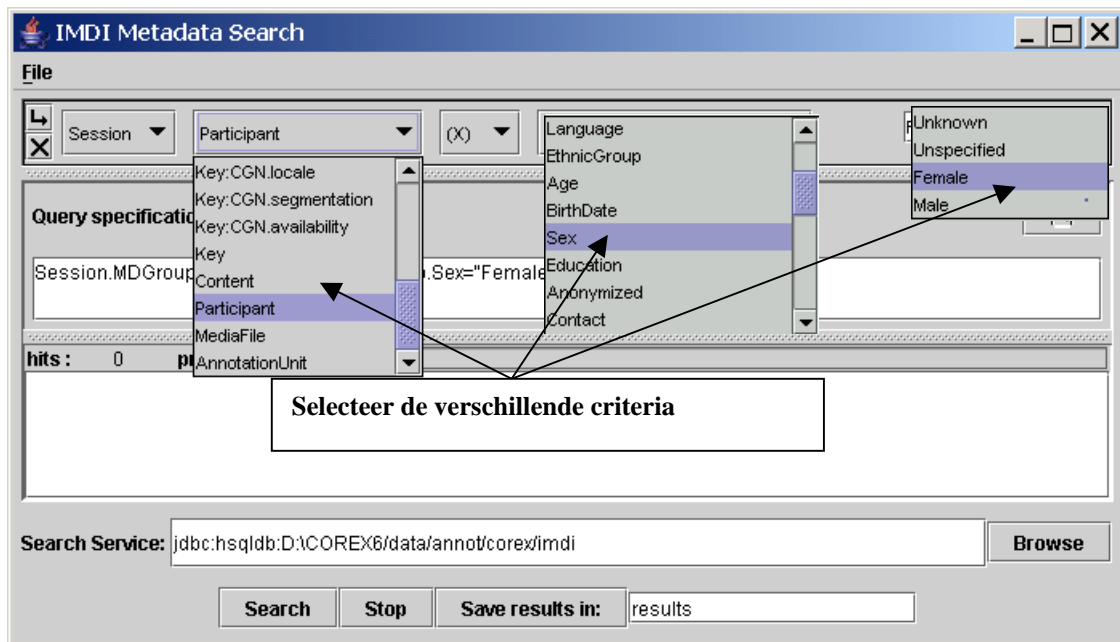 IMDI Metadata Search
File
Session Participant (X)
Language
EthnicGroup
Age
BirthDate
Sex
Education
Anonymized
Contact
Unknown
Unspecified
Female
Male
Key:CGN.locale
Key:CGN.segmentation
Key:CGN.availability
Key
Content
Participant
MediaFile
AnnotationUnit
Query
.Sex="Female
hits : 0
Selecteer de verschillende criteria
Search Service: jdbc:hsqldb:D:\COREX6/data/annot/corex/imdi Browse
Search Stop Save results in: results